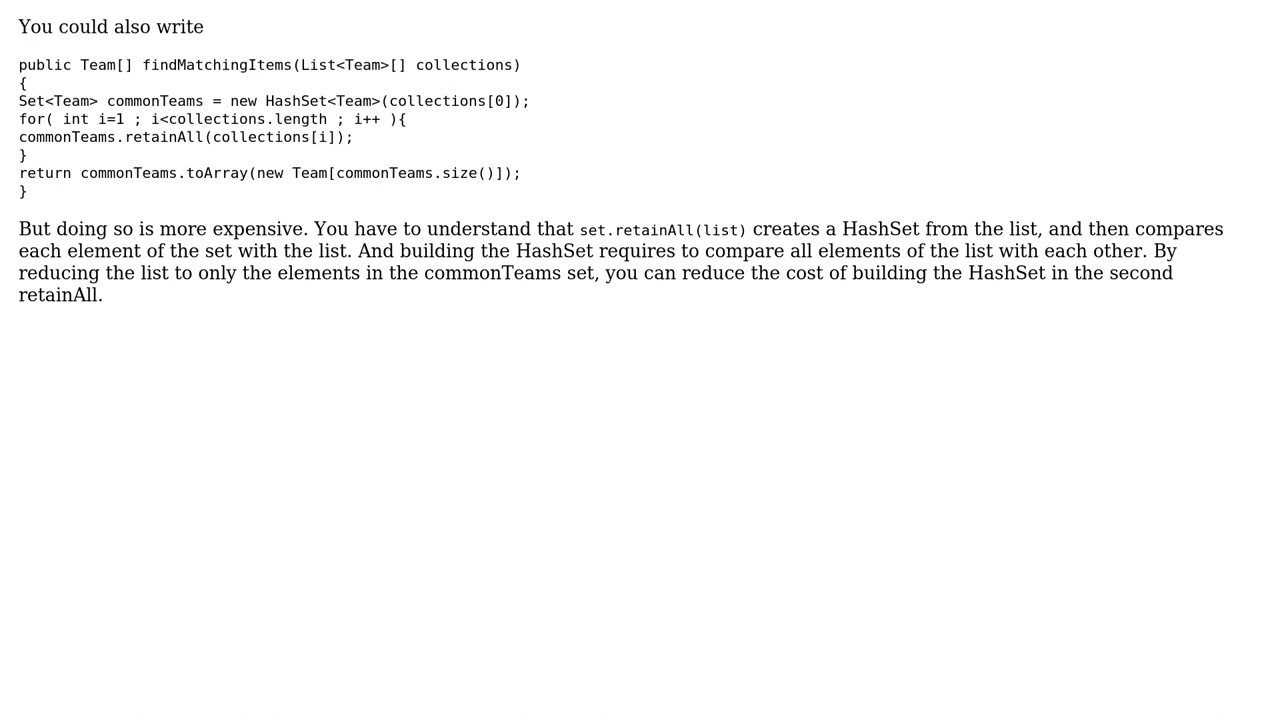 You could also write
public Team[] findMatchingItems(List<Team>[] collections)
{
Set<Team> commonTeams = new HashSet<Team>(collections[0]);
for( int i=1 ; i<collections.length ; i++ ){
commonTeams.retainAll(collections[i]);
}
return commonTeams.toArray(new Team[commonTeams.size()]);
}
But doing so is more expensive. You have to understand that set.retainAll(list) creates a HashSet from the list, and then compares
each element of the set with the list. And building the HashSet requires to compare all elements of the list with each other. By
reducing the list to only the elements in the commonTeams set, you can reduce the cost of building the HashSet in the second
retainAll.